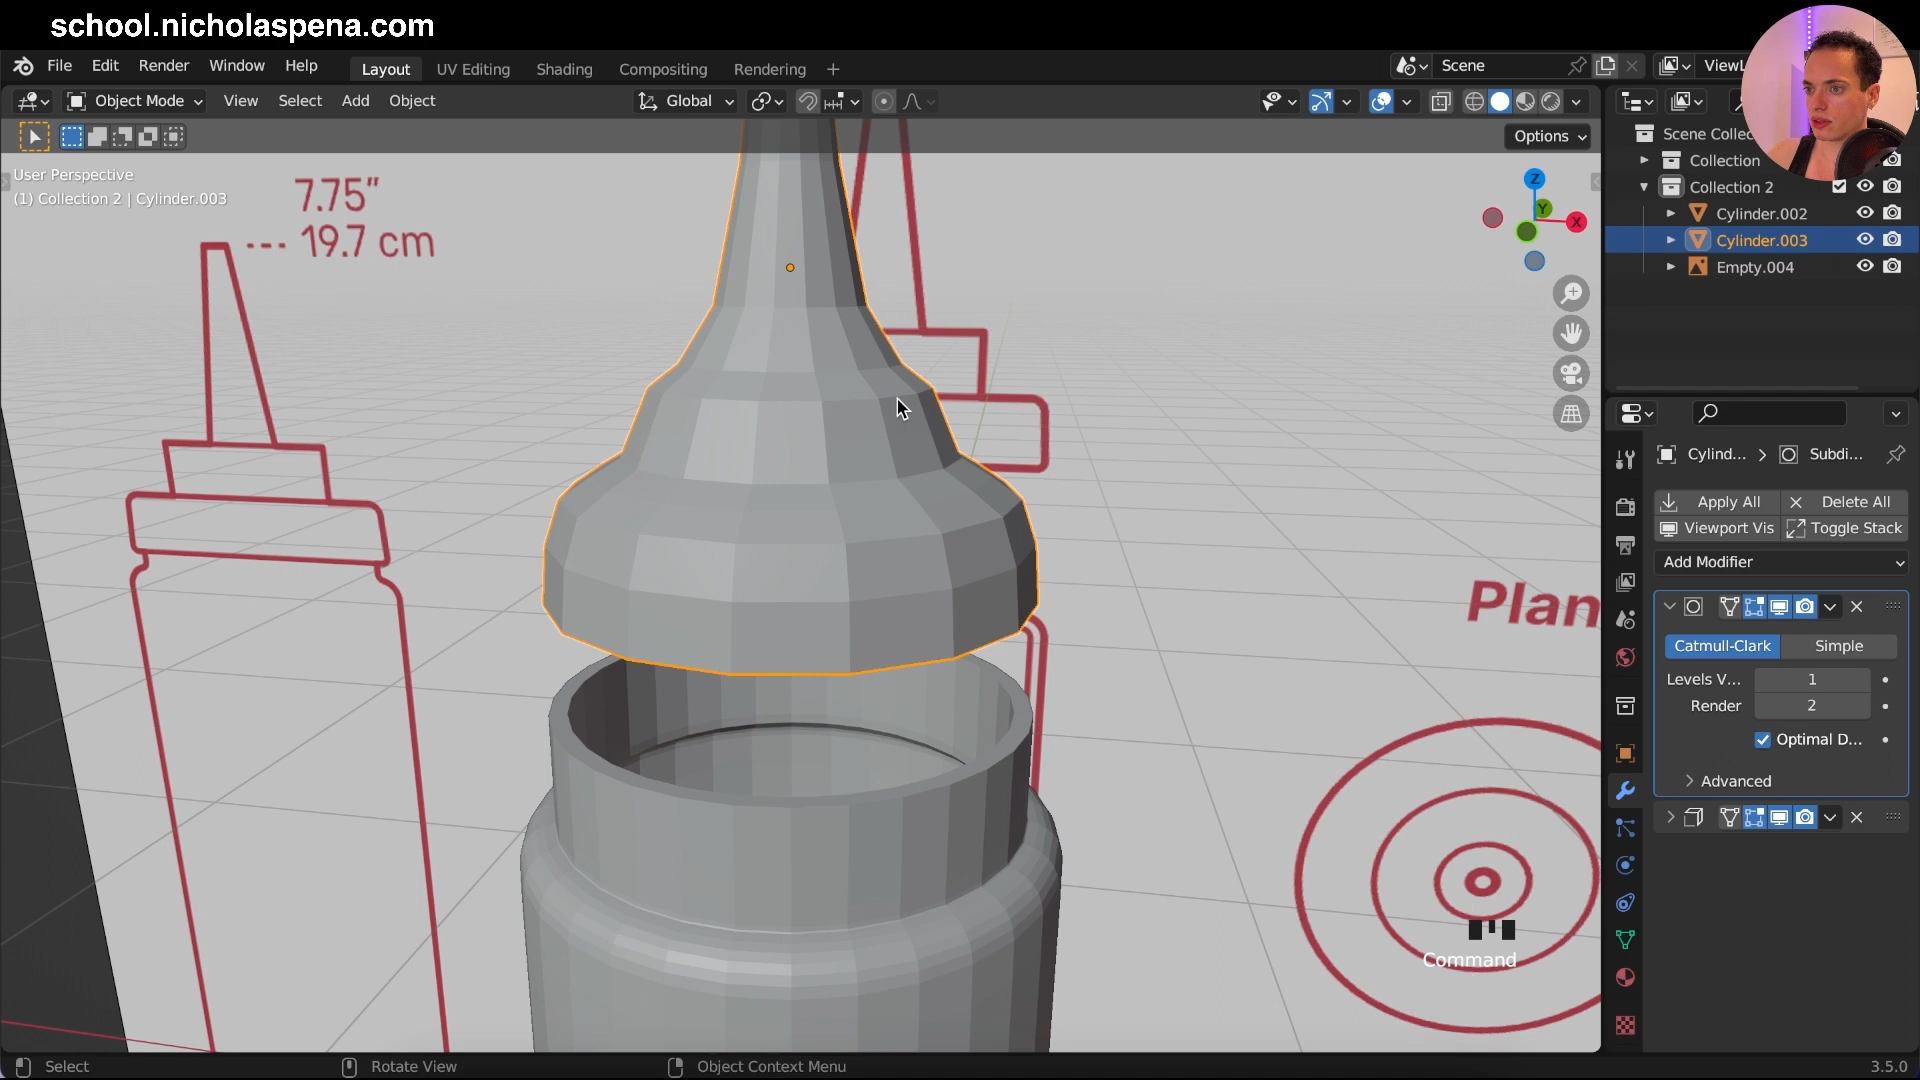 school.nicholaspena.com
File Edit Render Window Help Layout UV Editing Shading Compositing Rendering + Scene ViewL
Object Mode View Select Add Object Global
Options
User Perspective
(1) Collection 2 | Cylinder.003
7.75"
--- 19.7 cm
Z
Y
X
Plan
Command
Scene Collec
Collection
Collection 2
Cylinder.002
Cylinder.003
Empty.004
Cylind... > Subdi...
Apply All Delete All
Viewport Vis Toggle Stack
Add Modifier
Catmull-Clark Simple
Levels V... 1
Render 2
Optimal D...
Advanced
Select Rotate View Object Context Menu 3.5.0